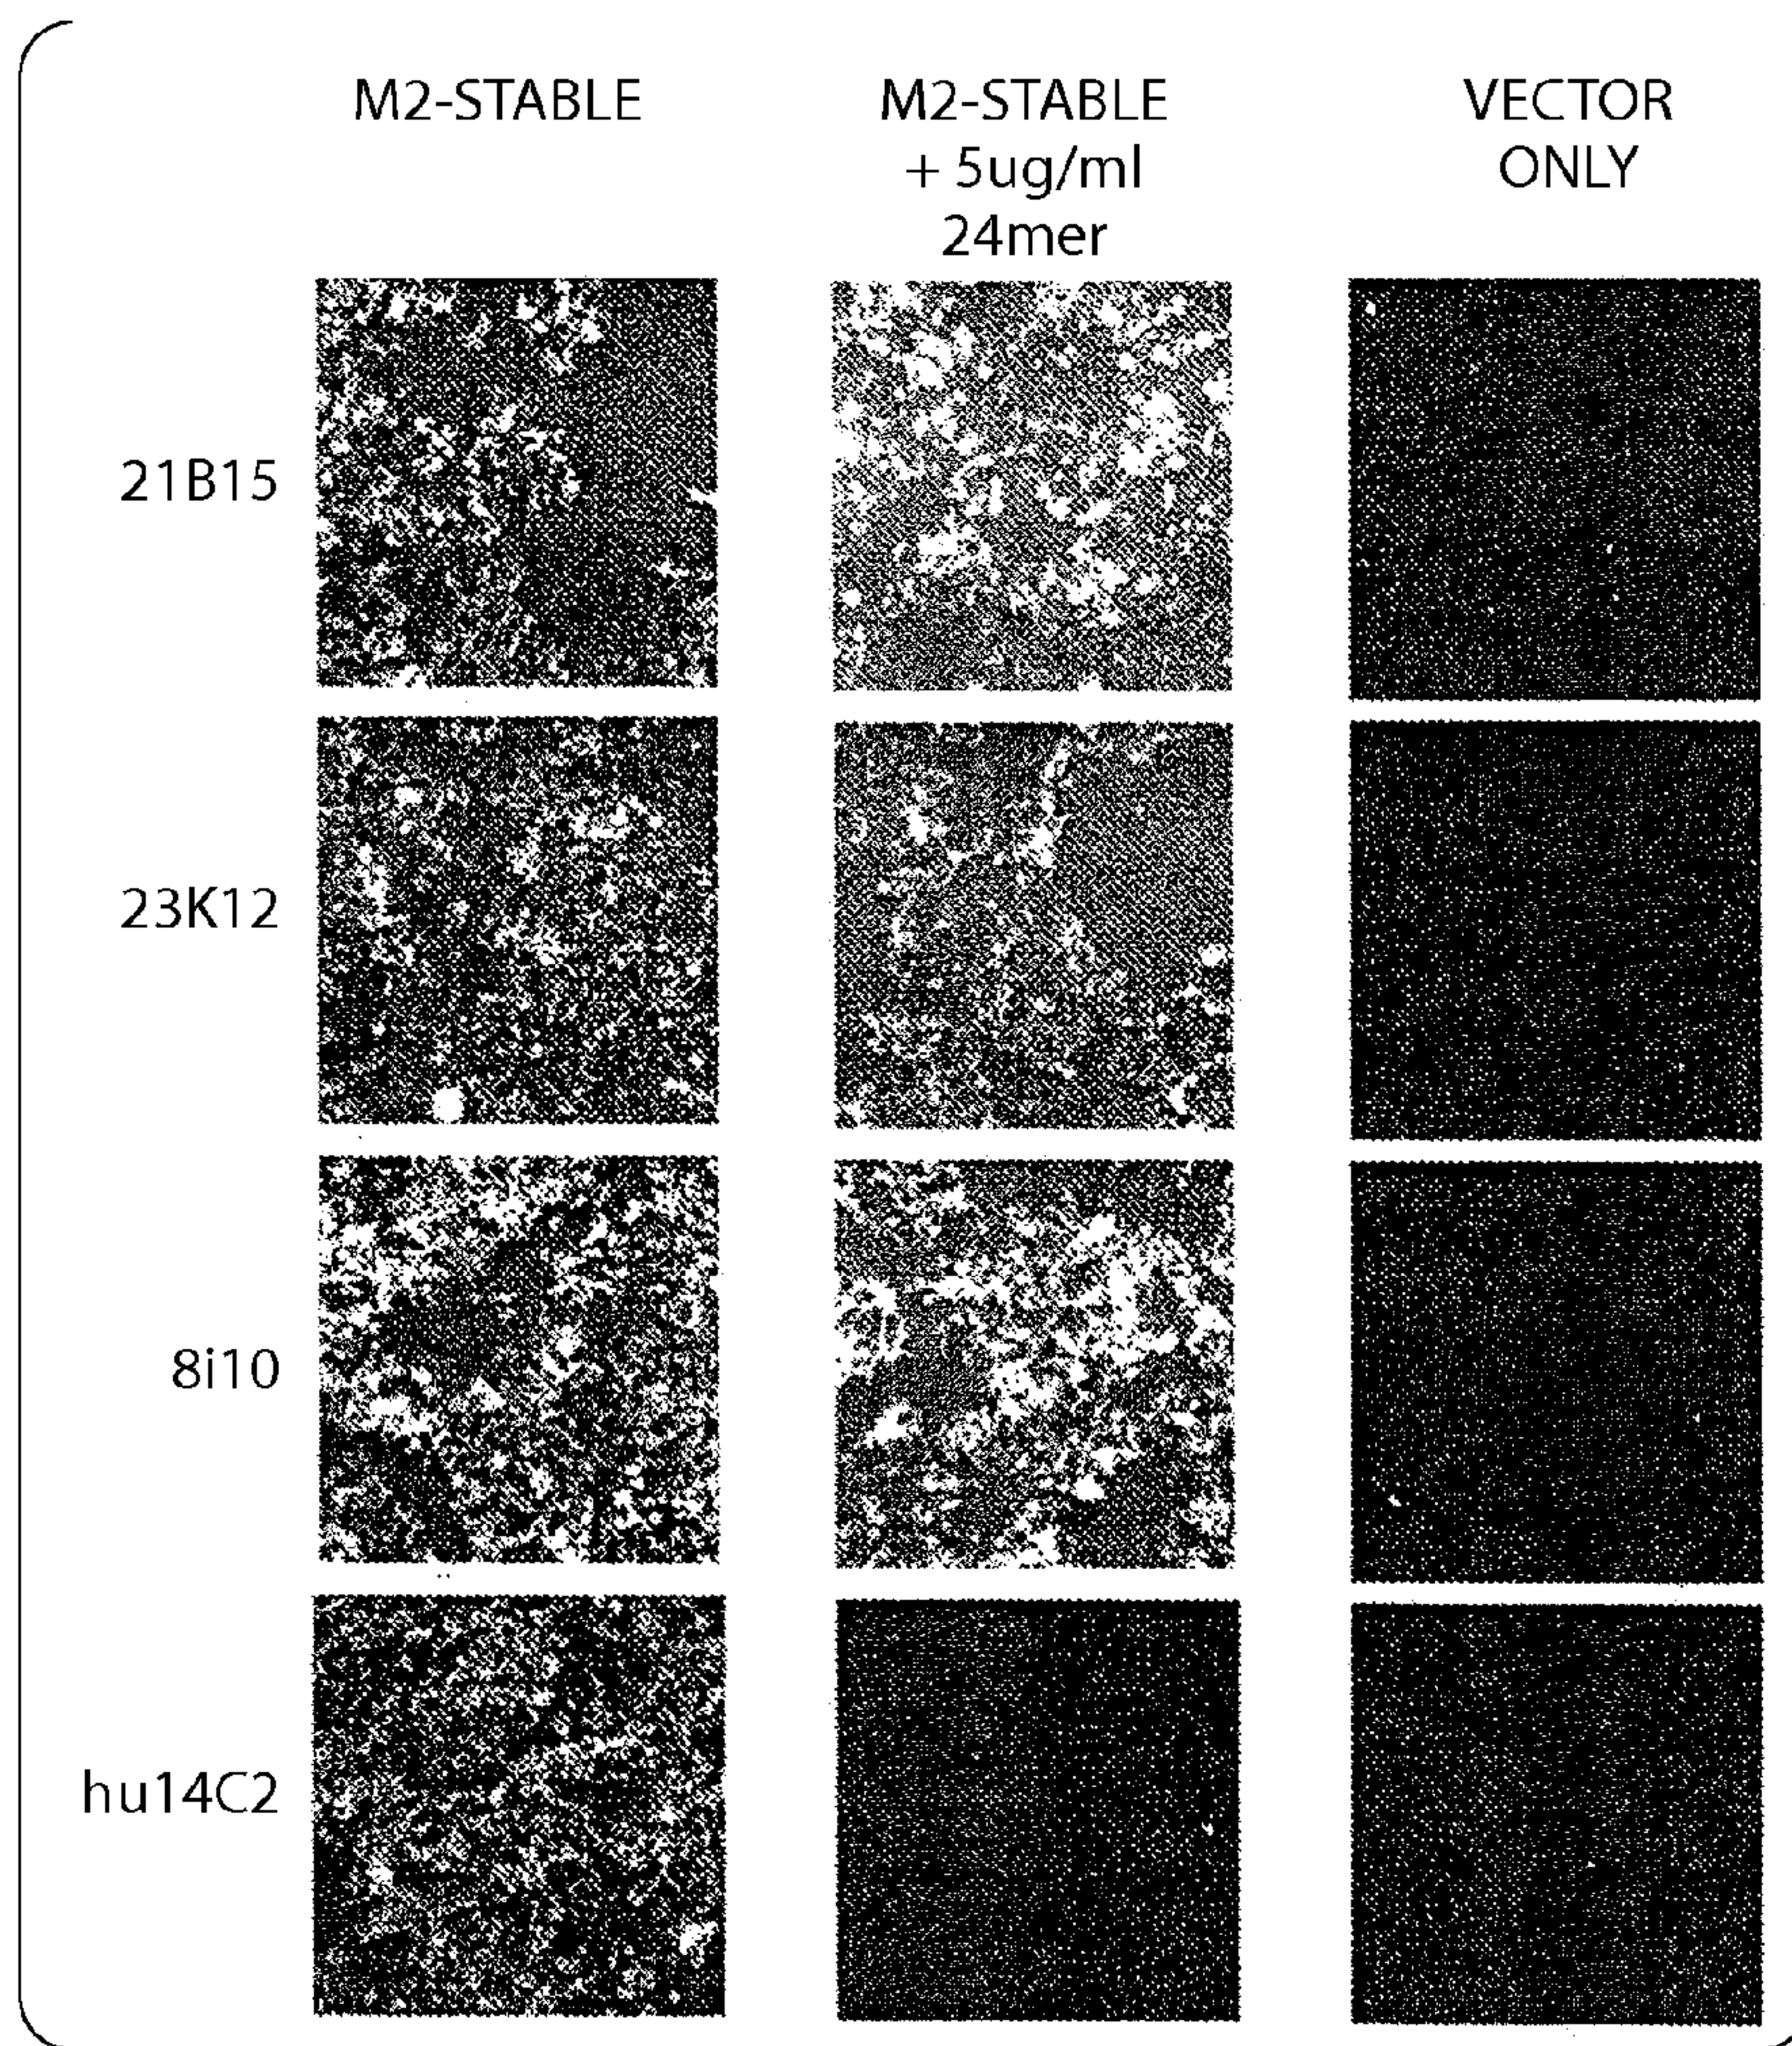 M2-STABLE
M2-STABLE
+ 5ug/ml
24mer
VECTOR
ONLY
21B15
23K12
8i10
hu14C2